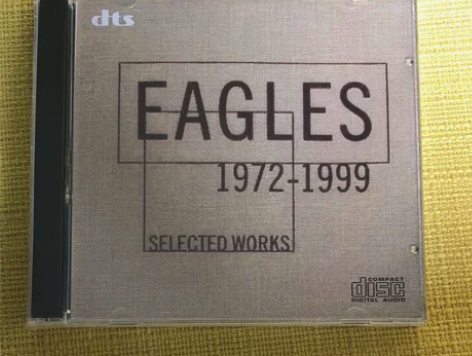 dts
EAGLES
1972-1999
SELECTED WORKS
COMPACT
disc
DIGITAL AUDIO